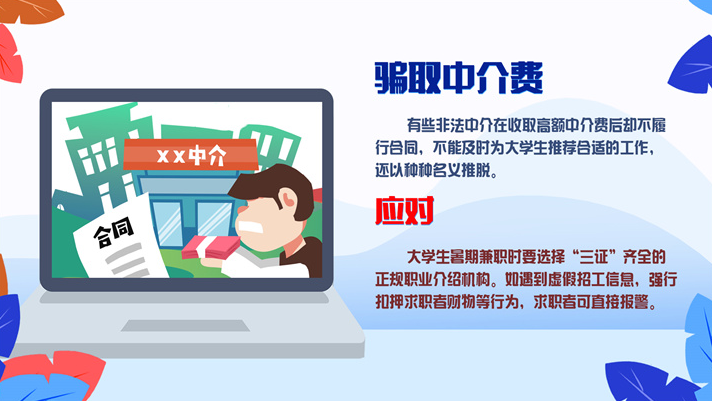 骗取中介费
有些非法中介在收取高额中介费后却不履
行合同，不能及时为大学生推荐合适的工作，
还以种种名义推脱。
应对
大学生暑期兼职时要选择“三证”齐全的
正规职业介绍机构。如遇到虚假招工信息，强行
扣押求职者财物等行为，求职者可直接报警。
xx中介
合同